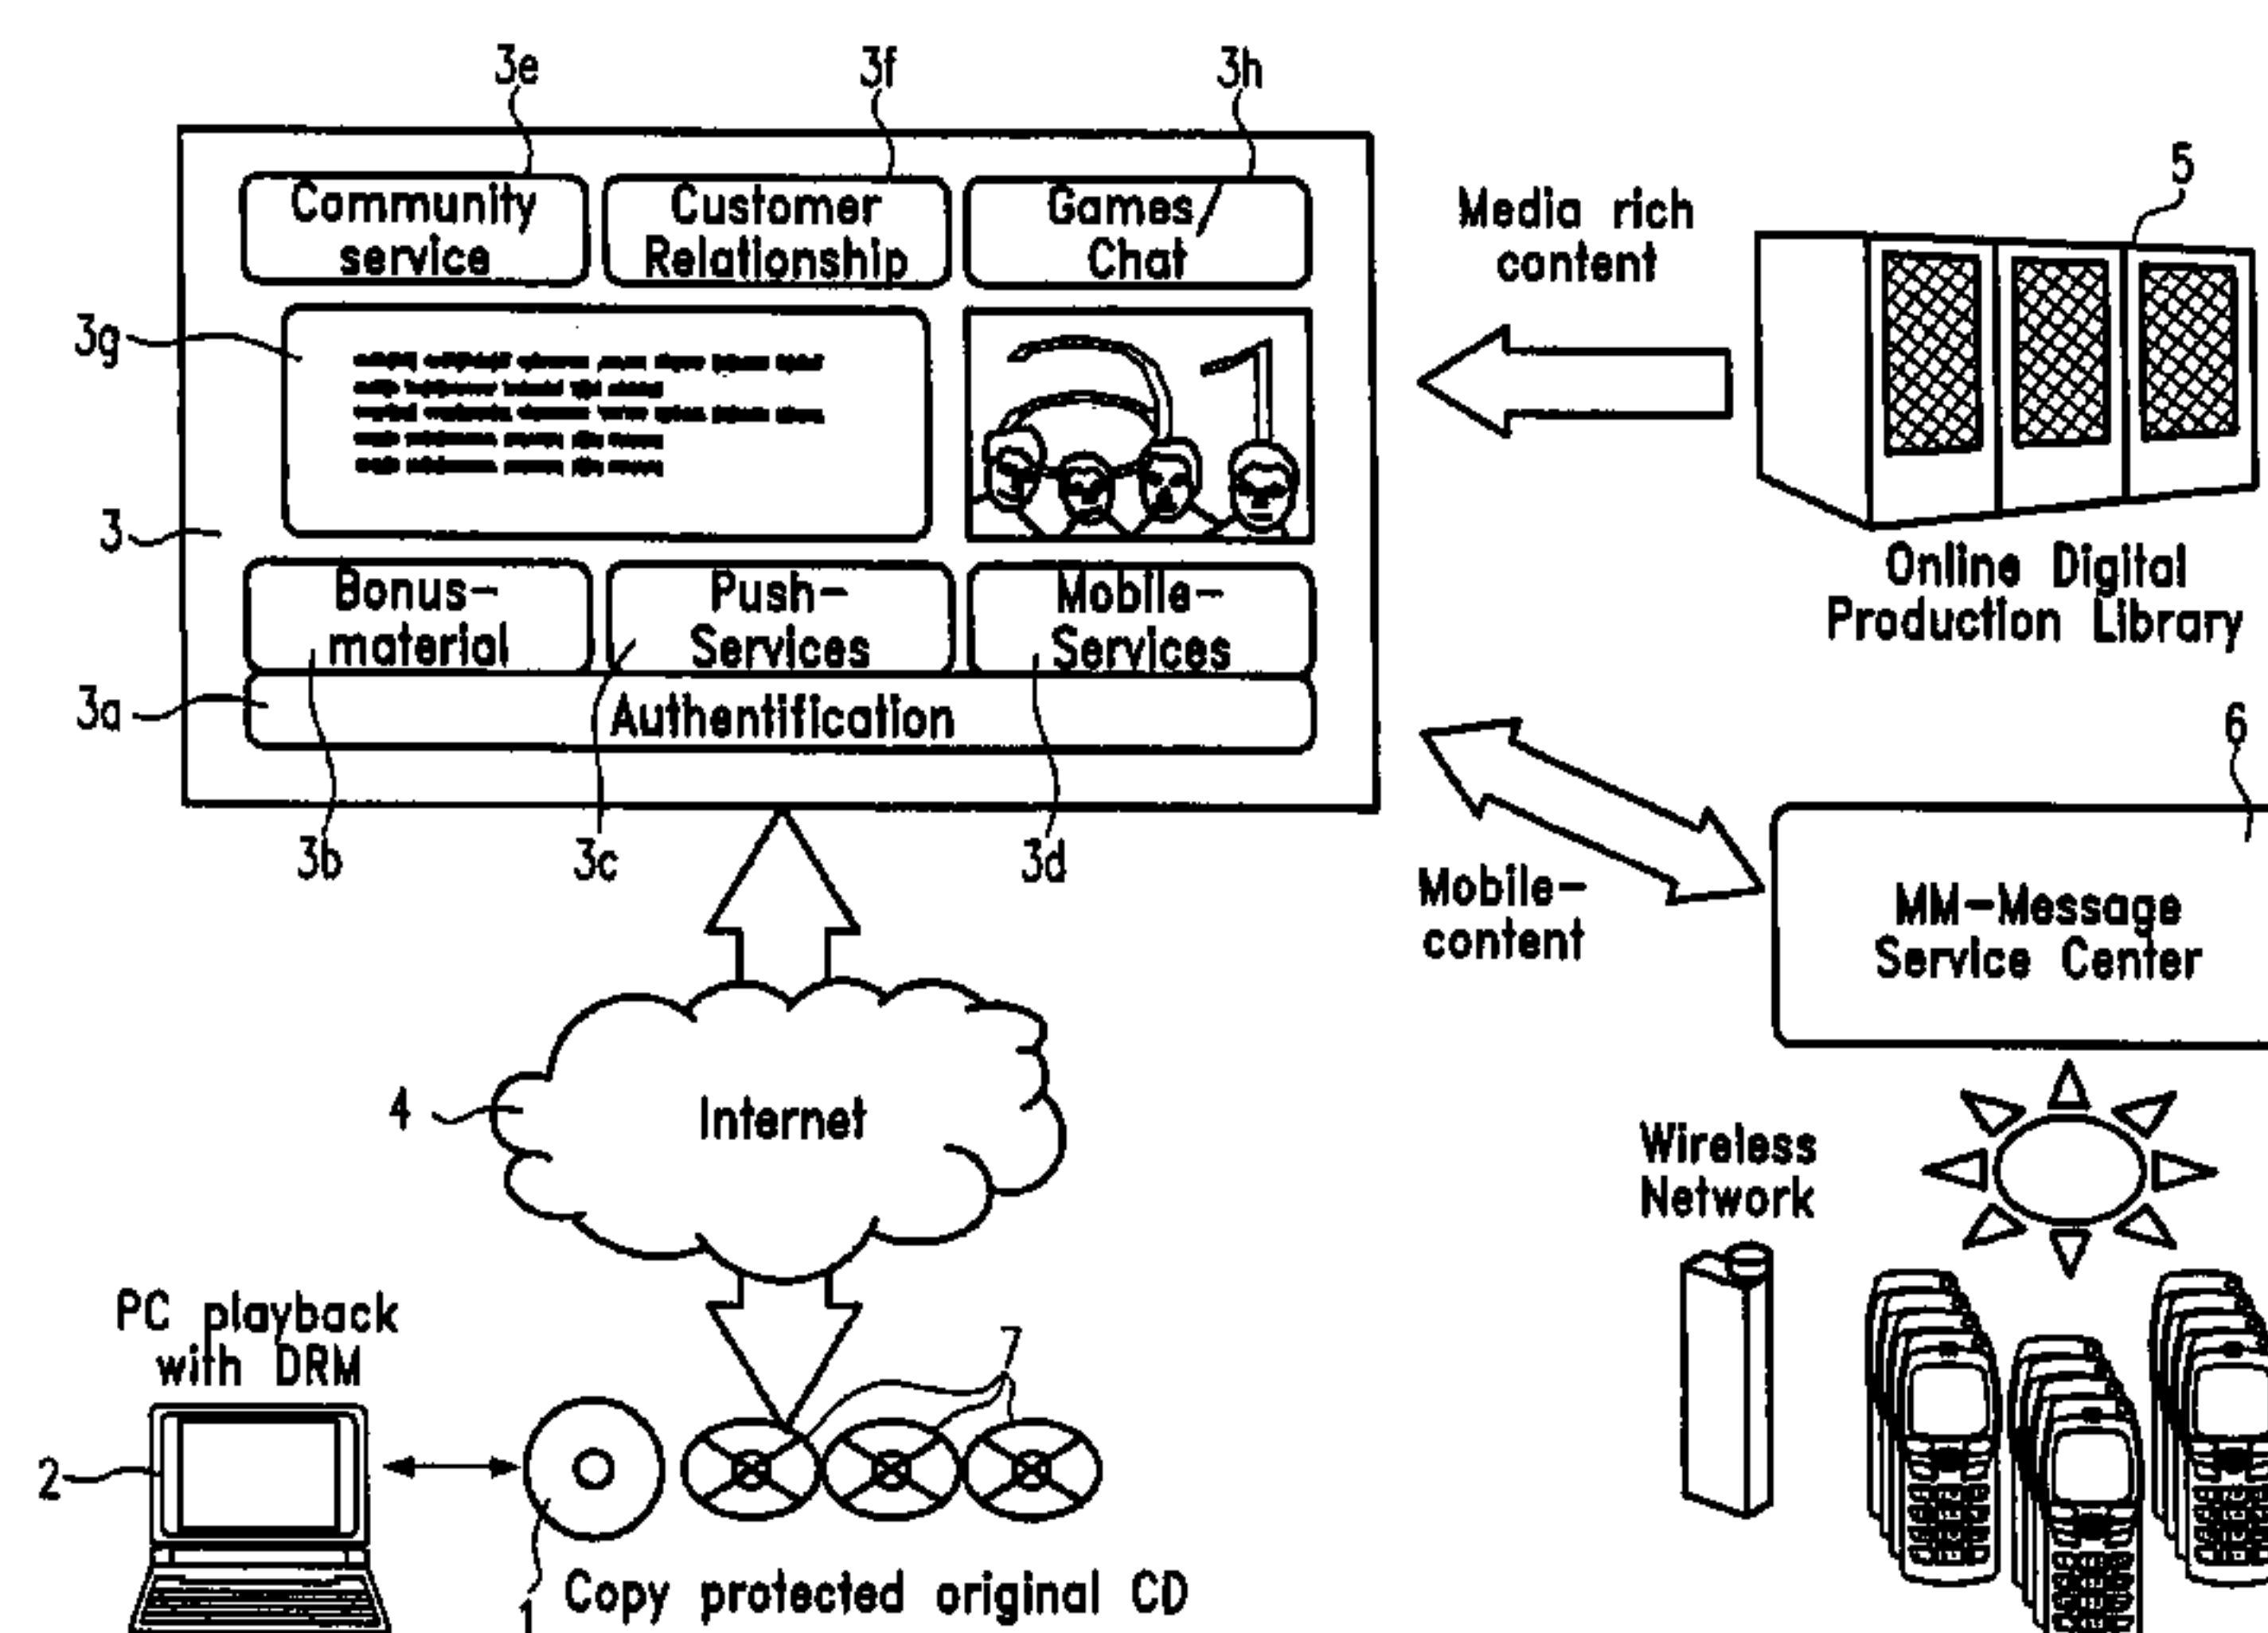 3e
3f
3h
5
Community
service
Customer
Relationship
Games/
Chat
Media rich
content
3g
3
Online Digital
Production Library
Bonus-
material
Push-
Services
Mobile-
Services
3a
Authentification
6
3b
3c
3d
Mobile-
content
MM-Message
Service Center
4
Internet
Wireless
Network
PC playback
with DRM
7
2
1
Copy protected original CD